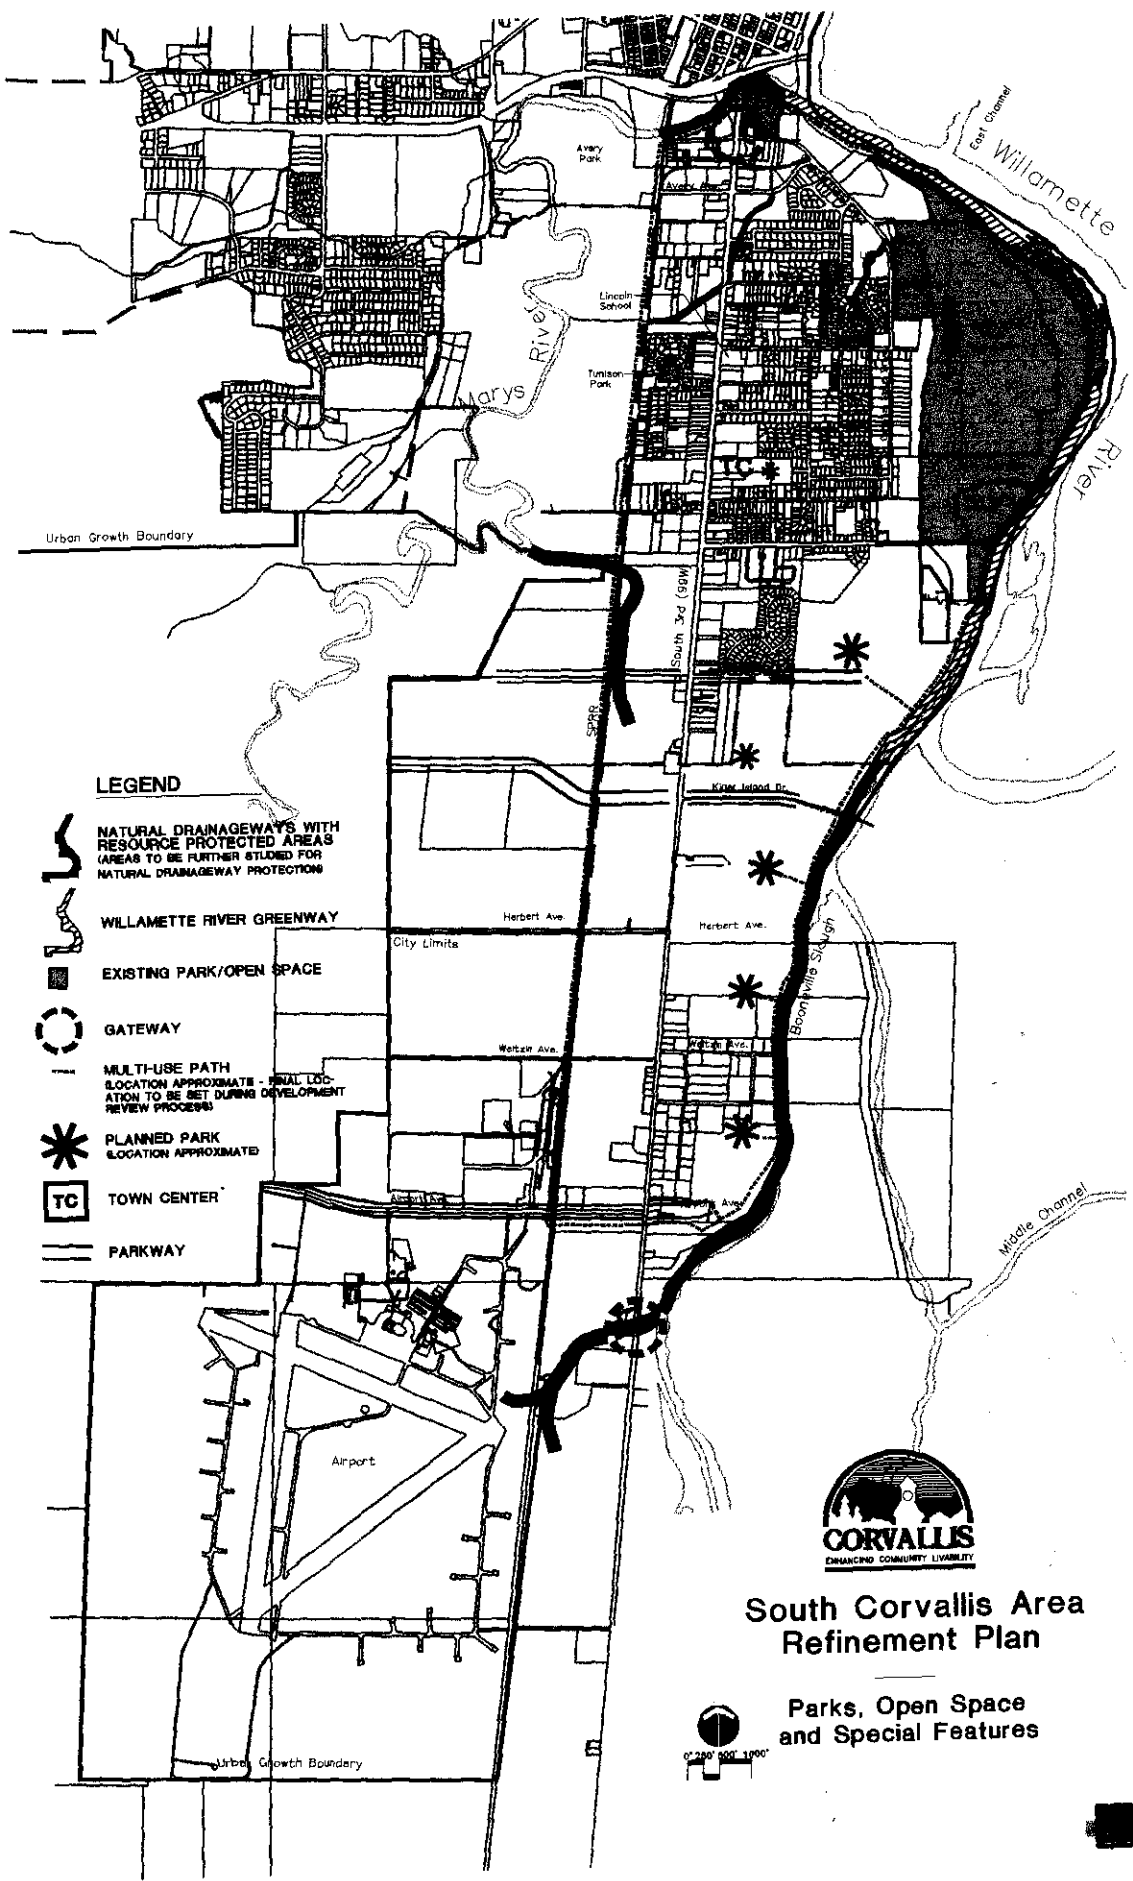 East Channel
Willamette
River
Avery
Park
Lincoln
School
Tunison
Park
Marys
River
TC
Urban Growth Boundary
South 3rd (99W)
SPRR
Kiger Island Dr.
LEGEND
NATURAL DRAINAGEWAYS WITH
RESOURCE PROTECTED AREAS
(AREAS TO BE FURTHER STUDIED FOR
NATURAL DRAINAGEWAY PROTECTION)
WILLAMETTE RIVER GREENWAY
EXISTING PARK/OPEN SPACE
GATEWAY
MULTI-USE PATH
(LOCATION APPROXIMATE - FINAL LOC-
ATION TO BE SET DURING DEVELOPMENT
REVIEW PROCESS)
PLANNED PARK
(LOCATION APPROXIMATE)
TC
TOWN CENTER
PARKWAY
Herbert Ave.
Herbert Ave.
City Limits
Booneville Slough
Weltzin Ave.
Weltzin Ave.
Airport Ave.
Airport Ave.
Middle Channel
Airport
CORVALLIS
ENHANCING COMMUNITY LIVABILITY
South Corvallis Area
Refinement Plan
Parks, Open Space
and Special Features
Urban Growth Boundary